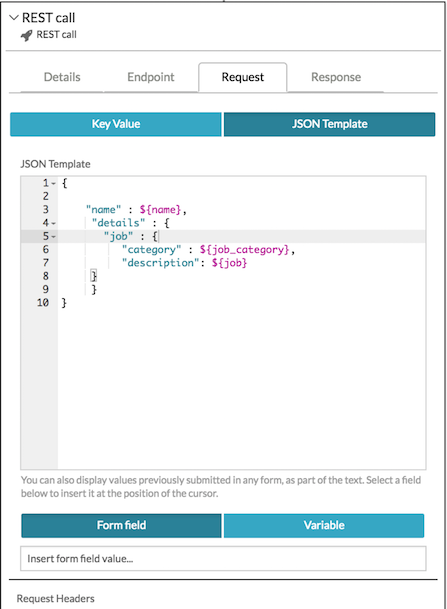 REST call
REST call
Details Endpoint Request Response
Key Value JSON Template
JSON Template
1 {
2
3 "name" : ${name},
4 "details" : {
5 "job" : {
6 "category" : ${job_category},
7 "description": ${job}
8 }
9 }
10 }
You can also display values previously submitted in any form, as part of the text. Select a field
below to insert it at the position of the cursor.
Form field Variable
Insert form field value...
Request Headers